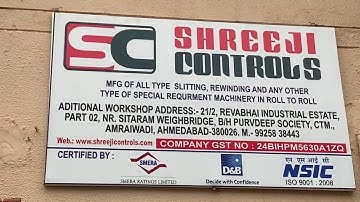 SC SHREEJI
CONTROLS
MFG OF ALL TYPE SLITTING, REWINDING AND ANY OTHER
TYPE OF SPECIAL REQURMENT MACHINERY IN ROLL TO ROLL
ADITIONAL WORKSHOP ADDRESS:- 21/2, REVABHAI INDUSTRIAL ESTATE,
PART 02, NR. SITARAM WEIGHBRIDGE, B/H PURVDEEP SOCIETY, CTM.,
AMRAIWADI, AHMEDABAD-380026. M.- 99258 38443
Web.: www.shreejicontrols.com COMPANY GST NO : 24BIHPM5630A1ZQ
CERTIFIED BY :
SMERA
SMERA RATINGS LIMITED
D&B
Decide with Confidence
एन एस आई सी
NSIC
ISO 9001 : 2008